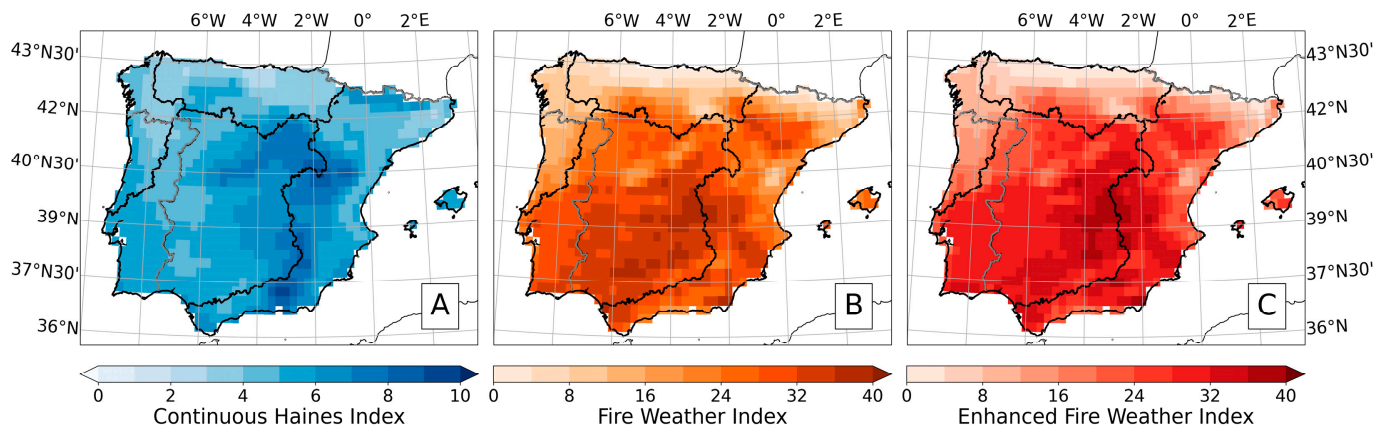 6°W 4°W 2°W 0° 2°E 6°W 4°W 2°W 0° 2°E 6°W 4°W 2°W 0° 2°E
43°N30' 43°N30'
42°N 42°N
40°N30' 40°N30'
39°N 39°N
37°N30' 37°N30'
36°N 36°N
A B C
0 2 4 6 8 10 0 8 16 24 32 40 0 8 16 24 32 40
Continuous Haines Index Fire Weather Index Enhanced Fire Weather Index